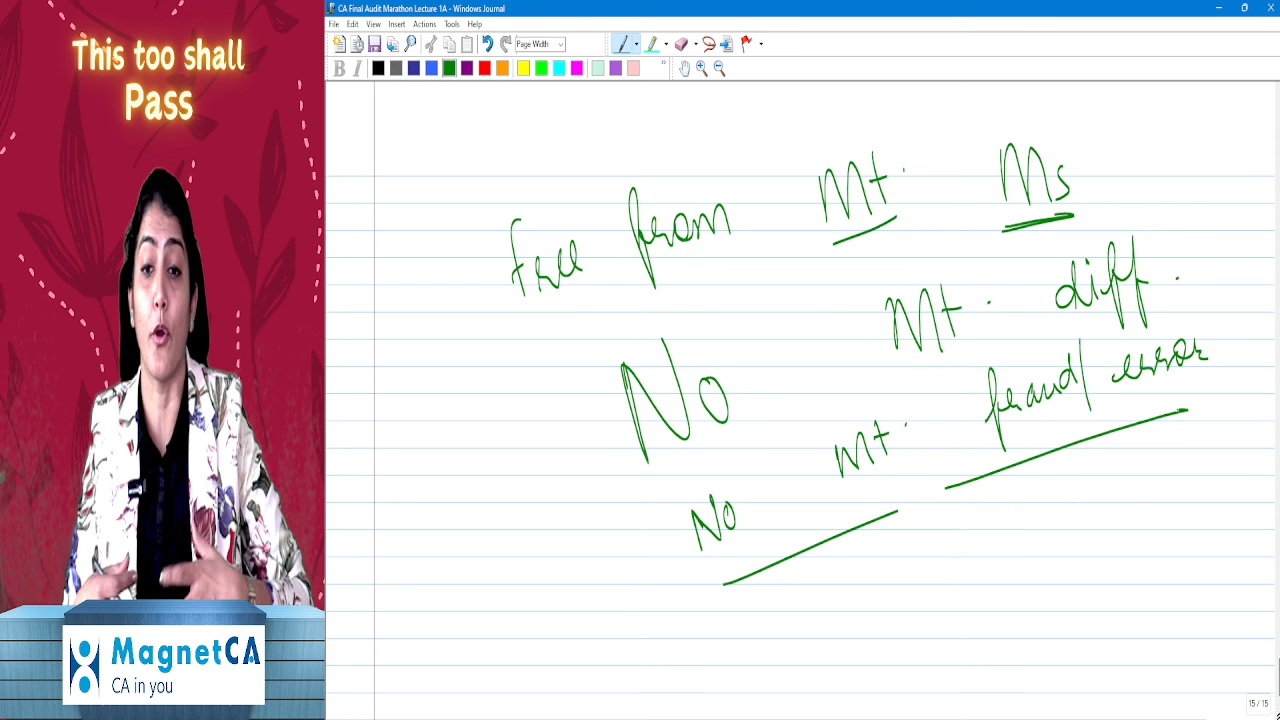 This too shall
Pass
CA Final Audit Marathon Lecture 1A - Windows Journal
File Edit View Insert Actions Tools Help
Page Width
B I
Free from Mt. Ms
No Mt. diff.
No mt. fraud/ error
MagnetCA
CA in you
15 / 15